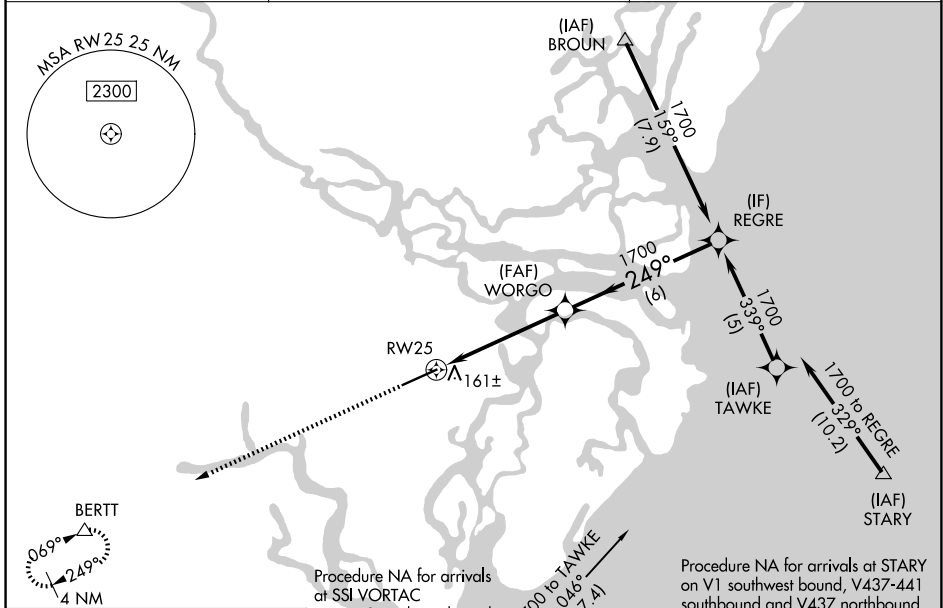 MSA RW25 25 NM
2300
(IAF)
BROUN
1700
159°
(7.9)
(IF)
REGRE
1700
249°
(6)
(FAF)
WORGO
RW25
161±
1700
339°
(5)
(IAF)
TAWKE
1700 to REGRE
329°
(10.2)
(IAF)
STARY
BERTT
069°
249°
4 NM
Procedure NA for arrivals
at SSI VORTAC
to TAWKE
046°
Procedure NA for arrivals at STARY
on V1 southwest bound, V437-441
southbound and V437 northbound